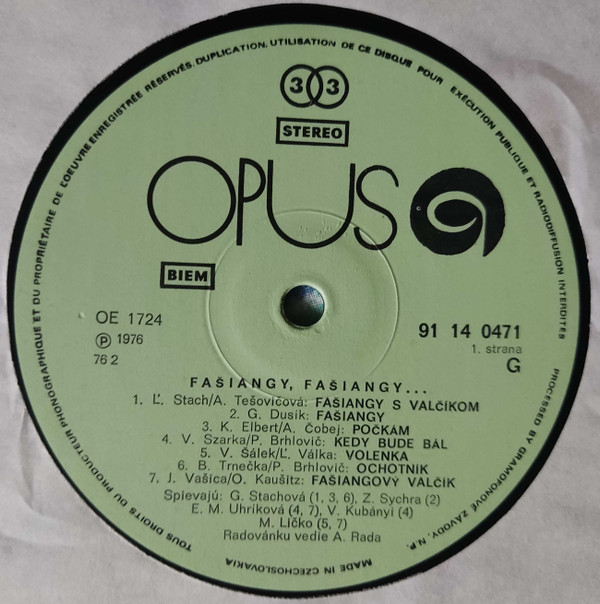 TOUS DROITS DU PRODUCTEUR PHONOGRAPHIQUE ET DU PROPRIÉTAIRE DE L'OEUVRE ENREGISTRÉE RÉSERVÉS. DUPLICATION, UTILISATION DE CE DISQUE POUR EXÉCUTION PUBLIQUE ET RADIODIFFUSION INTERDITES
33
STEREO
OPUS
BIEM
OE 1724
℗ 1976
76 2
91 14 0471
1. strana
G
FAŠIANGY, FAŠIANGY...
1. Ľ. Stach/A. Tešovičová: FAŠIANGY S VALČÍKOM
2. G. Dusík: FAŠIANGY
3. K. Elbert/A. Čobej: POČKÁM
4. V. Szarka/P. Brhlovič: KEDY BUDE BÁL
5. V. Šálek/Ľ. Válka: VOLENKA
6. B. Trnečka/P. Brhlovič: OCHOTNÍK
7. J. Vašica/O. Kaušitz: FAŠIANGOVÝ VALČÍK
Spievajú: G. Stachová (1, 3, 6), Z. Sychra (2)
E. M. Uhríková (4, 7), V. Kubányi (4)
M. Líčko (5, 7)
Radovánku vedie A. Rada
PROCESSED BY GRAMOFONOVÉ ZÁVODY, N.P.
MADE IN CZECHOSLOVAKIA